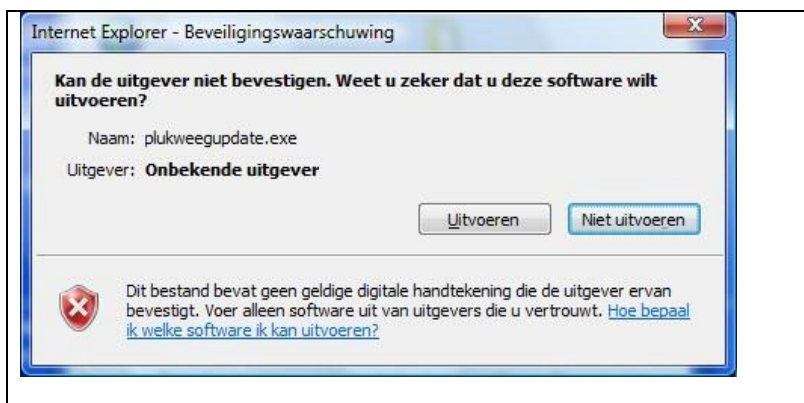 Internet Explorer - Beveiligingswaarschuwing
Kan de uitgever niet bevestigen. Weet u zeker dat u deze software wilt
uitvoeren?
Naam: plukweegupdate.exe
Uitgever: Onbekende uitgever
Uitvoeren Niet uitvoeren
Dit bestand bevat geen geldige digitale handtekening die de uitgever ervan
bevestigt. Voer alleen software uit van uitgevers die u vertrouwt. Hoe bepaal
ik welke software ik kan uitvoeren?